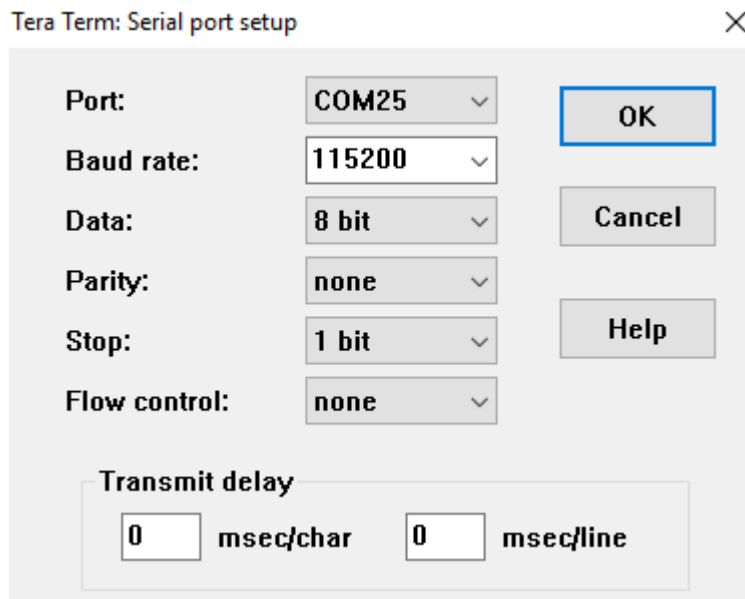 Tera Term: Serial port setup
Port: COM25 OK
Baud rate: 115200
Data: 8 bit Cancel
Parity: none
Stop: 1 bit Help
Flow control: none
Transmit delay
0 msec/char 0 msec/line